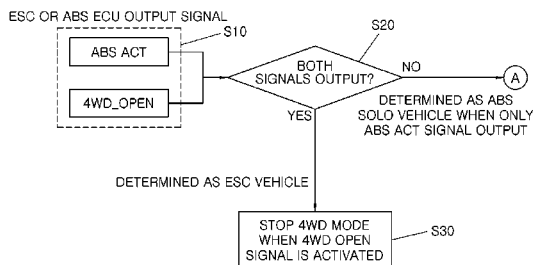 ESC OR ABS ECU OUTPUT SIGNAL
S10
ABS ACT
4WD_OPEN
S20
BOTH
SIGNALS OUTPUT?
NO
A
DETERMINED AS ABS
SOLO VEHICLE WHEN ONLY
ABS ACT SIGNAL OUTPUT
YES
DETERMINED AS ESC VEHICLE
STOP 4WD MODE
WHEN 4WD OPEN
SIGNAL IS ACTIVATED
S30